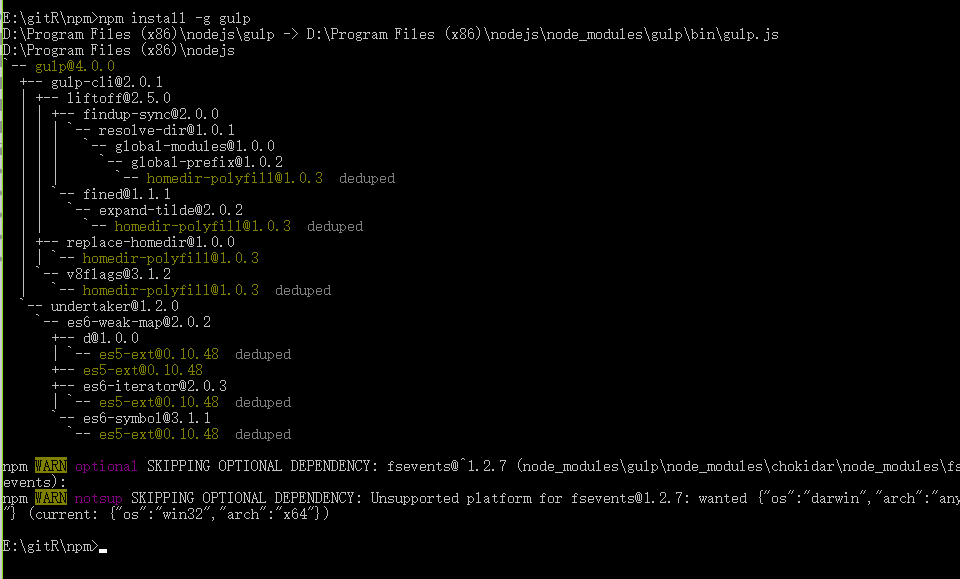 E:\gitR\npm>npm install -g gulp
D:\Program Files (x86)\nodejs\gulp -> D:\Program Files (x86)\nodejs\node_modules\gulp\bin\gulp.js
D:\Program Files (x86)\nodejs
`-- gulp@4.0.0
  +-- gulp-cli@2.0.1
  | +-- liftoff@2.5.0
  | | +-- findup-sync@2.0.0
  | | | `-- resolve-dir@1.0.1
  | | |   `-- global-modules@1.0.0
  | | |     `-- global-prefix@1.0.2
  | | |       `-- homedir-polyfill@1.0.3  deduped
  | | `-- fined@1.1.1
  | |   `-- expand-tilde@2.0.2
  | |     `-- homedir-polyfill@1.0.3  deduped
  | +-- replace-homedir@1.0.0
  | | `-- homedir-polyfill@1.0.3
  | `-- v8flags@3.1.2
  |   `-- homedir-polyfill@1.0.3  deduped
  `-- undertaker@1.2.0
    `-- es6-weak-map@2.0.2
      +-- d@1.0.0
      | `-- es5-ext@0.10.48  deduped
      +-- es5-ext@0.10.48
      +-- es6-iterator@2.0.3
      | `-- es5-ext@0.10.48  deduped
      `-- es6-symbol@3.1.1
        `-- es5-ext@0.10.48  deduped
npm WARN optional SKIPPING OPTIONAL DEPENDENCY: fsevents@^1.2.7 (node_modules\gulp\node_modules\chokidar\node_modules\fs
events):
npm WARN notsup SKIPPING OPTIONAL DEPENDENCY: Unsupported platform for fsevents@1.2.7: wanted {"os":"darwin","arch":"any
"} (current: {"os":"win32","arch":"x64"})
E:\gitR\npm>